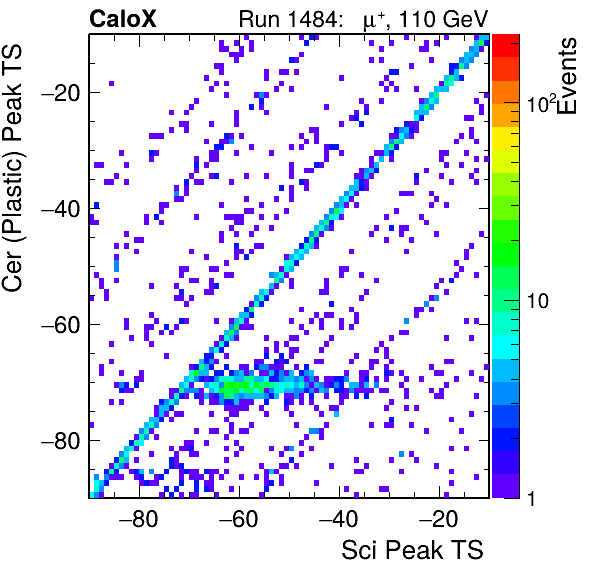 CaloX Run 1484: μ⁺, 110 GeV
Cer (Plastic) Peak TS
Events
−20
−40
−60
−80
10²
10
1
−80 −60 −40 −20
Sci Peak TS